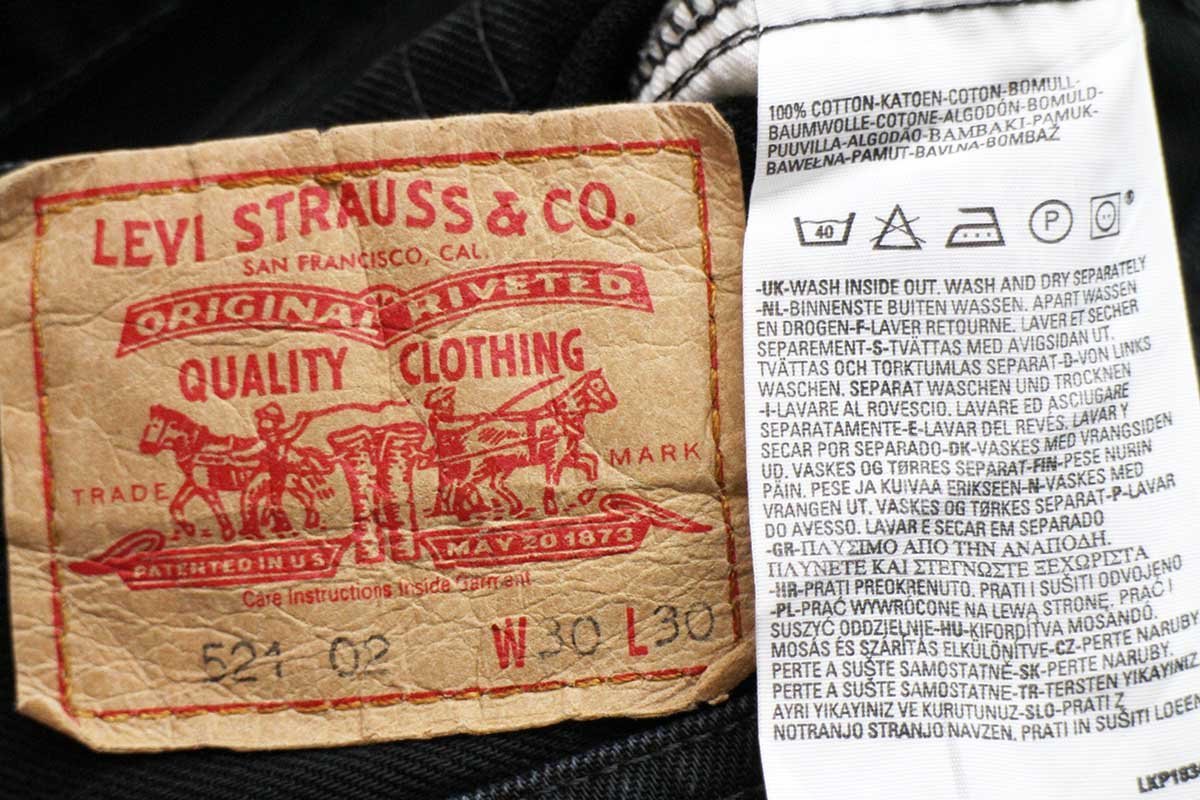 LEVI STRAUSS & CO.
SAN FRANCISCO, CAL.
ORIGINAL RIVETED
QUALITY CLOTHING
TRADE MARK
PATENTED IN U S MAY 20 1873
Care Instructions Inside Garment
521 02 W 30 L 30
100% COTTON-KATOEN-COTON-BOMULL-
BAUMWOLLE-COTONE-ALGODÓN-BOMULD-
PUUVILLA-ALGODÃO-BAMBAKI-PAMUK-
BAWEŁNA-PAMUT-BAVLNA-BOMBAŽ
40 P ®
-UK-WASH INSIDE OUT. WASH AND DRY SEPARATELY
-NL-BINNENSTE BUITEN WASSEN. APART WASSEN
EN DROGEN-F-LAVER RETOURNE. LAVER ET SECHER
SEPAREMENT-S-TVÄTTAS MED AVIGSIDAN UT.
TVÄTTAS OCH TORKTUMLAS SEPARAT-D-VON LINKS
WASCHEN. SEPARAT WASCHEN UND TROCKNEN
-I-LAVARE AL ROVESCIO. LAVARE ED ASCIUGARE
SEPARATAMENTE-E-LAVAR DEL REVÉS. LAVAR Y
SECAR POR SEPARADO-DK-VASKES MED VRANGSIDEN
UD. VASKES OG TØRRES SEPARAT-FIN-PESE NURIN
PÄIN. PESE JA KUIVAA ERIKSEEN-N-VASKES MED
VRANGEN UT. VASKES OG TØRKES SEPARAT-P-LAVAR
DO AVESSO. LAVAR E SECAR EM SEPARADO
-GR-ΠΛΥΣΙΜΟ ΑΠΟ ΤΗΝ ΑΝΑΠΟΔΗ.
ΠΛΥΝΕΤΕ ΚΑΙ ΣΤΕΓΝΩΣΤΕ ΞΕΧΩΡΙΣΤΑ
-HR-PRATI PREOKRENUTO. PRATI I SUŠITI ODVOJENO
-PL-PRAĆ WYWRÓCONE NA LEWĄ STRONĘ. PRAĆ I
SUSZYĆ ODDZIELNIE-HU-KIFORDÍTVA MOSANDÓ.
MOSÁS ÉS SZÁRÍTÁS ELKÜLÖNÍTVE-CZ-PERTE NARUBY.
PERTE A SUŠTE SAMOSTATNĚ-SK-PERTE NARUBY.
PERTE A SUŠTE SAMOSTATNE-TR-TERSTEN YIKAYINIZ
AYRI YIKAYINIZ VE KURUTUNUZ-SLO-PRATI Z
NOTRANJO STRANJO NAVZEN. PRATI IN SUŠITI LOČEN